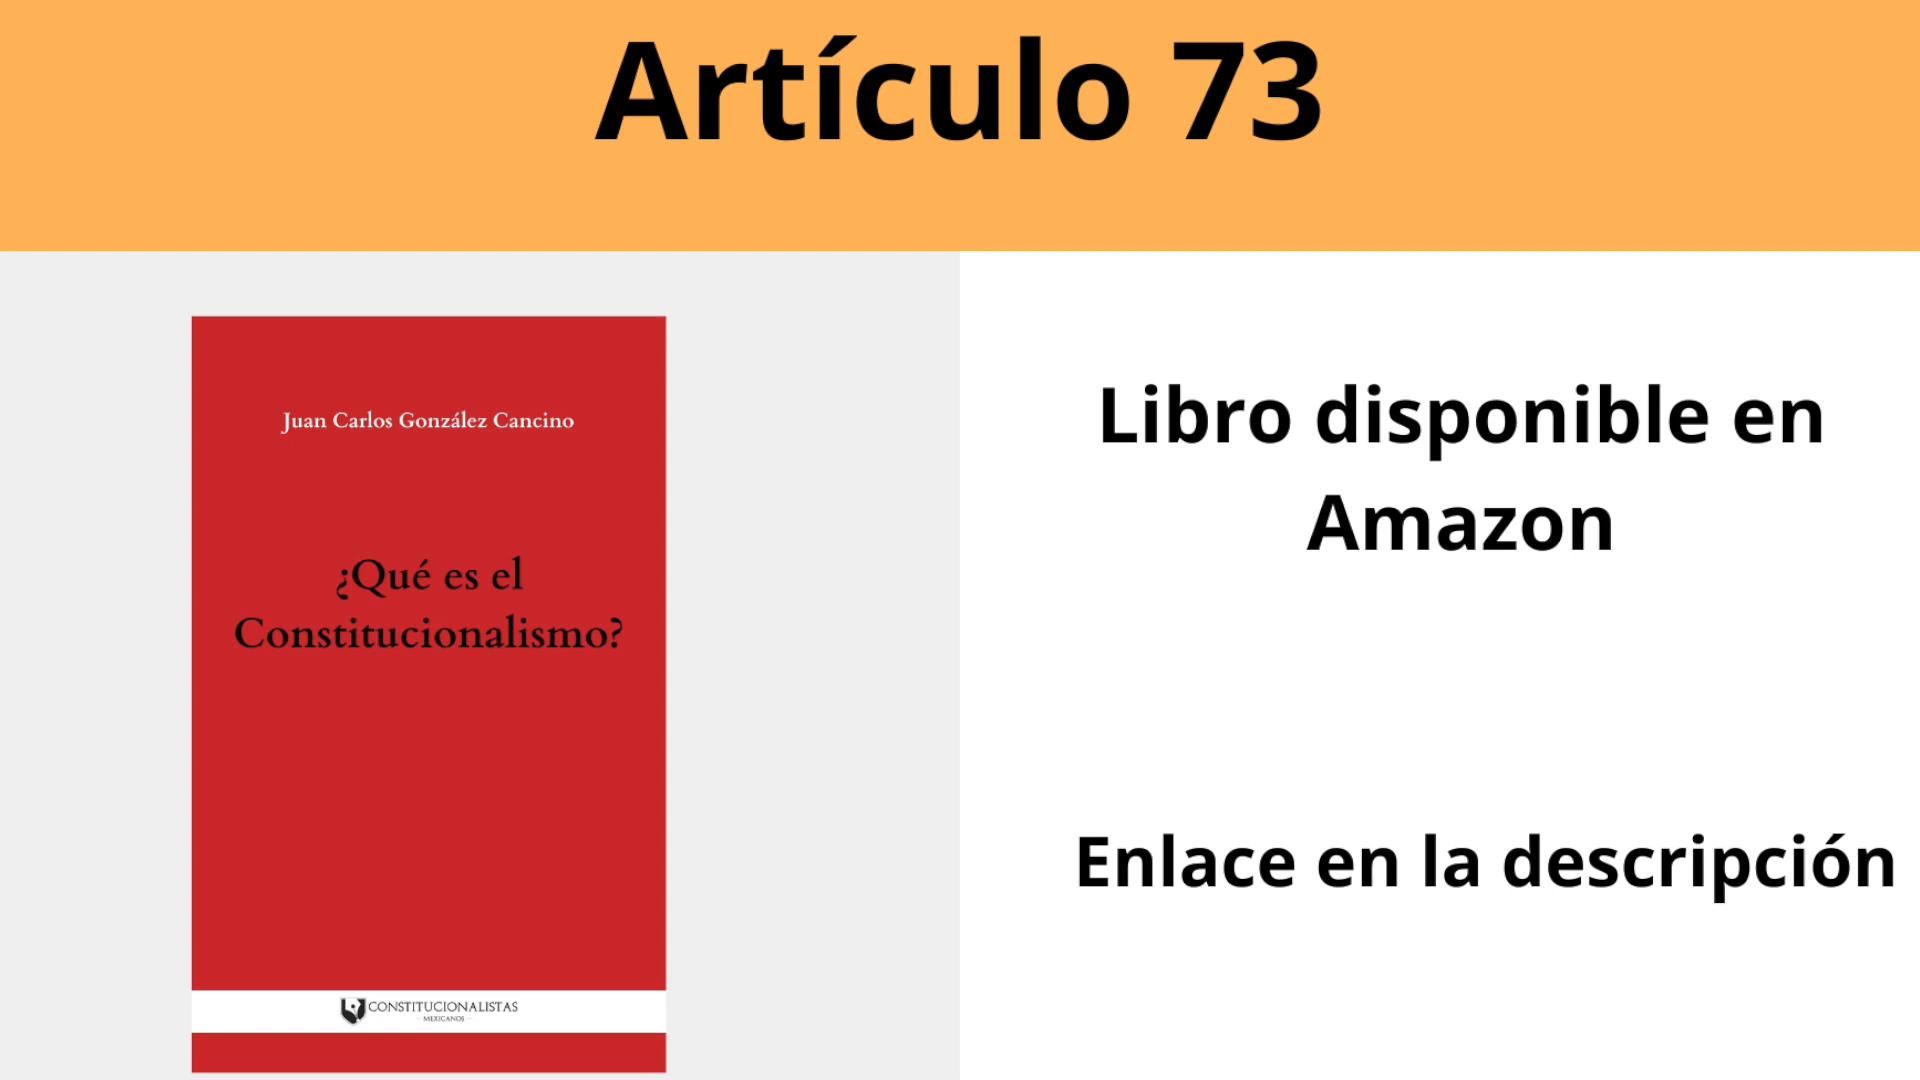 Artículo 73
Juan Carlos González Cancino
¿Qué es el
Constitucionalismo?
CONSTITUCIONALISTAS
MEXICANOS
Libro disponible en
Amazon
Enlace en la descripción